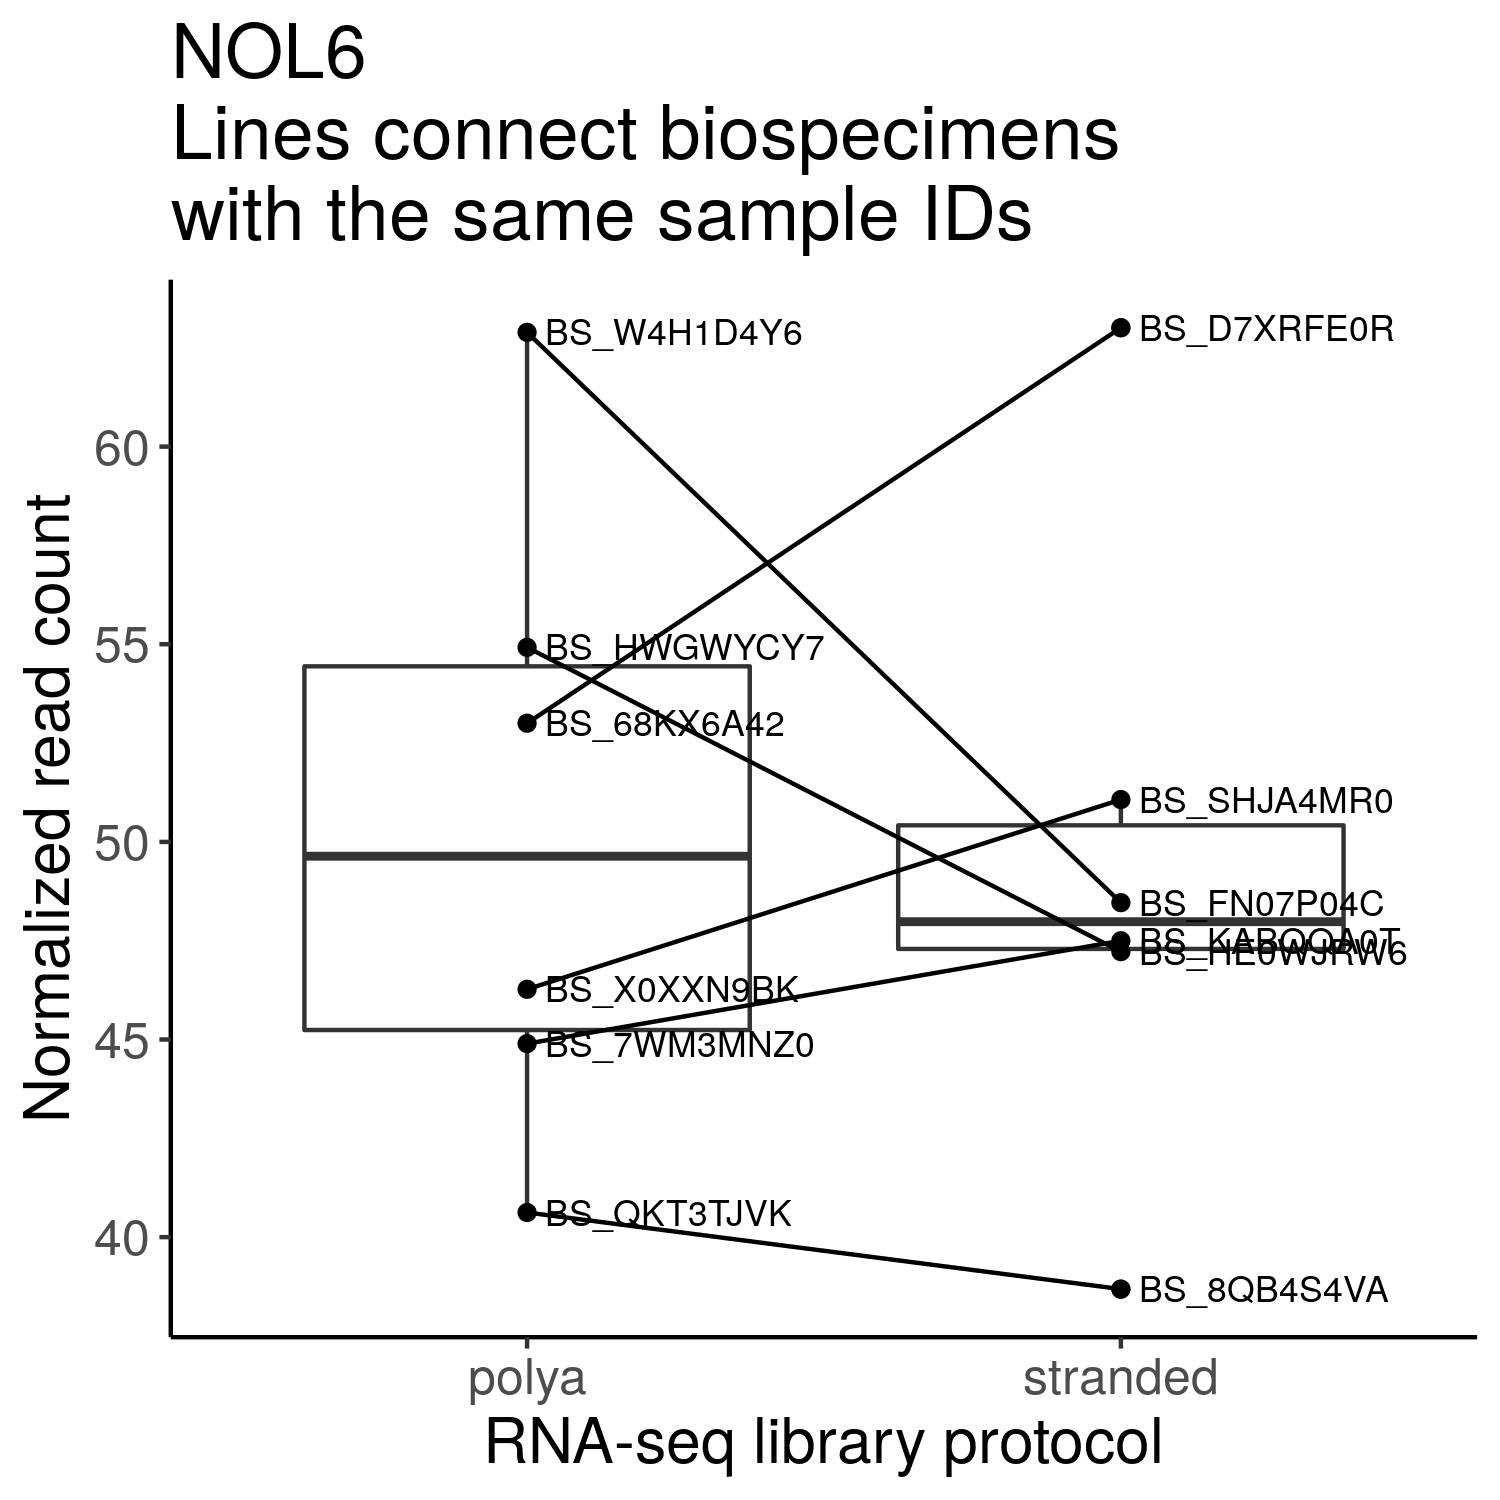 NOL6
Lines connect biospecimens
with the same sample IDs
Normalized read count
60
55
50
45
40
BS_W4H1D4Y6
BS_HWGWYCY7
BS_68KX6A42
BS_X0XXN9BK
BS_7WM3MNZ0
BS_QKT3TJVK
BS_D7XRFE0R
BS_SHJA4MR0
BS_FN07P04C
BS_8QB4S4VA
polya
stranded
RNA-seq library protocol